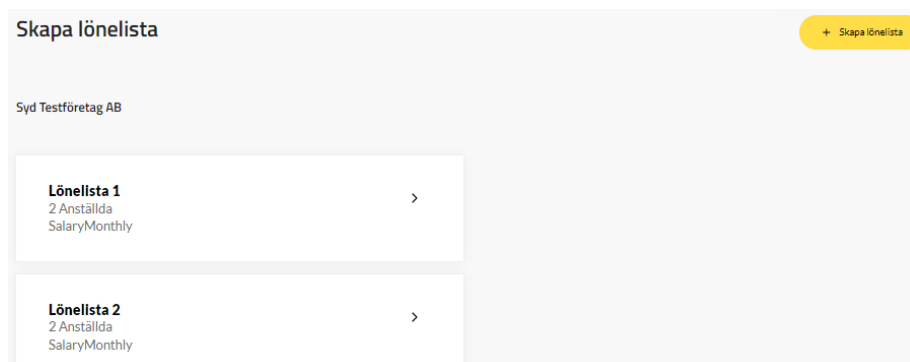 Skapa lönelista
+ Skapa lönelista
Syd Testföretag AB
Lönelista 1
2 Anställda
SalaryMonthly
Lönelista 2
2 Anställda
SalaryMonthly